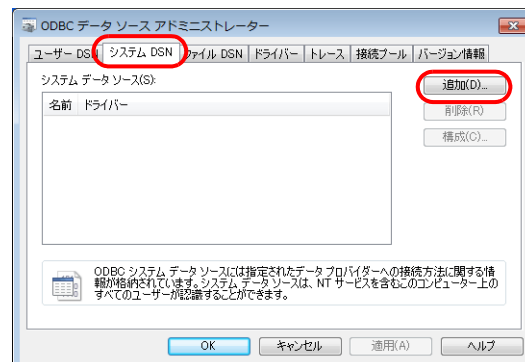 ODBC データ ソース アドミニストレーター
ユーザー DSN システム DSN ファイル DSN ドライバー トレース 接続プール バージョン情報
システム データ ソース(S):
追加(D)...
名前 ドライバー
削除(R)
構成(C)...
ODBC システム データ ソースには指定されたデータ プロバイダーへの接続方法に関する情
報が格納されています。システム データ ソースは、NT サービスを含むこのコンピューター上の
すべてのユーザーが認識することができます。
OK キャンセル 適用(A) ヘルプ